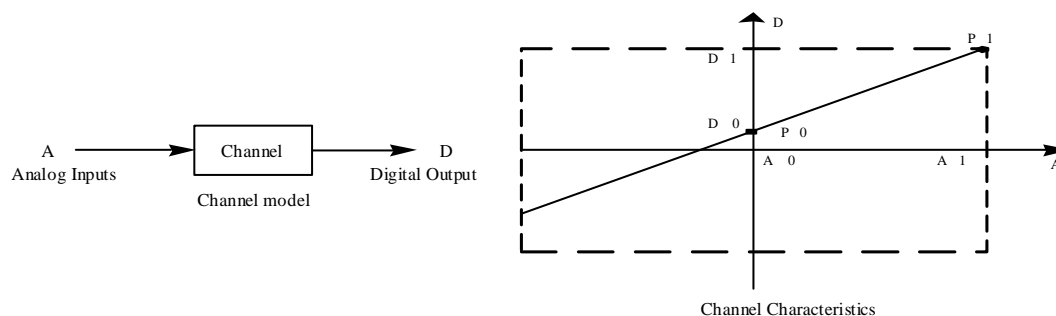 A
Analog Inputs
Channel
Channel model
D
Digital Output
D
P 1
D 1
D 0
P 0
A 0
A 1
A
Channel Characteristics